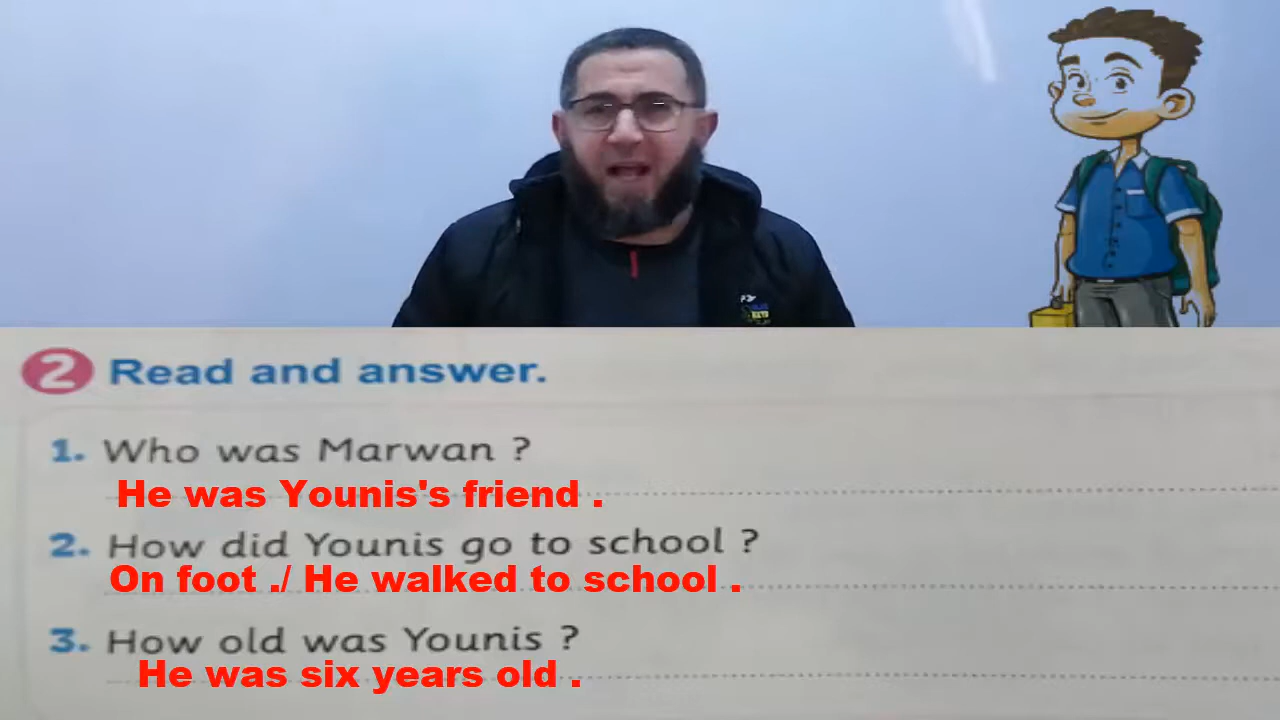 2 Read and answer.
1. Who was Marwan ?
He was Younis's friend .
2. How did Younis go to school ?
On foot ./ He walked to school .
3. How old was Younis ?
He was six years old .